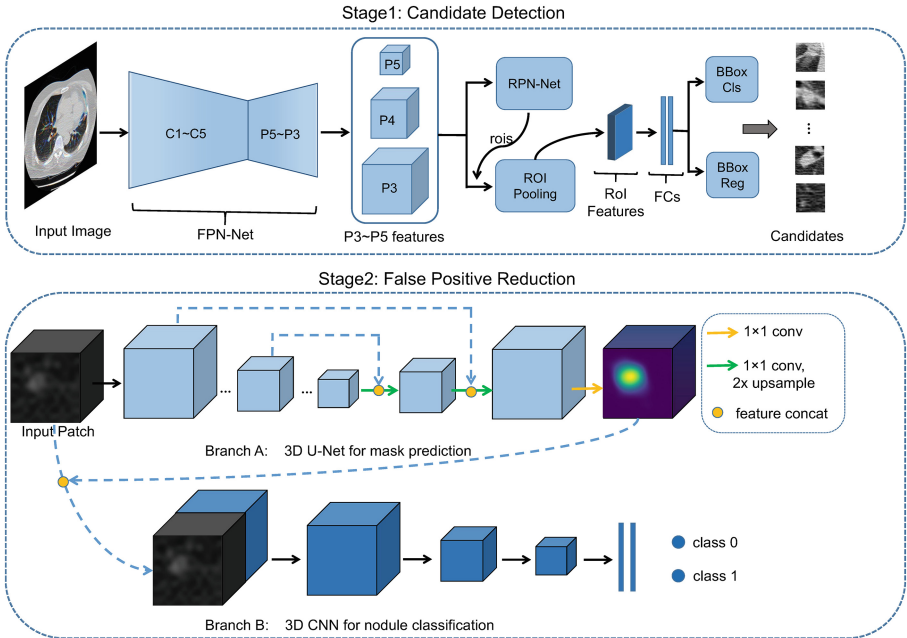 Stage1: Candidate Detection
P5
P4
P3
C1~C5
P5~P3
RPN-Net
rois
ROI
Pooling
BBox
Cls
BBox
Reg
...
RoI
Features
FCs
Input Image
FPN-Net
P3~P5 features
Candidates
Stage2: False Positive Reduction
...
...
1×1 conv
1×1 conv,
2x upsample
feature concat
Input Patch
Branch A: 3D U-Net for mask prediction
class 0
class 1
Branch B: 3D CNN for nodule classification